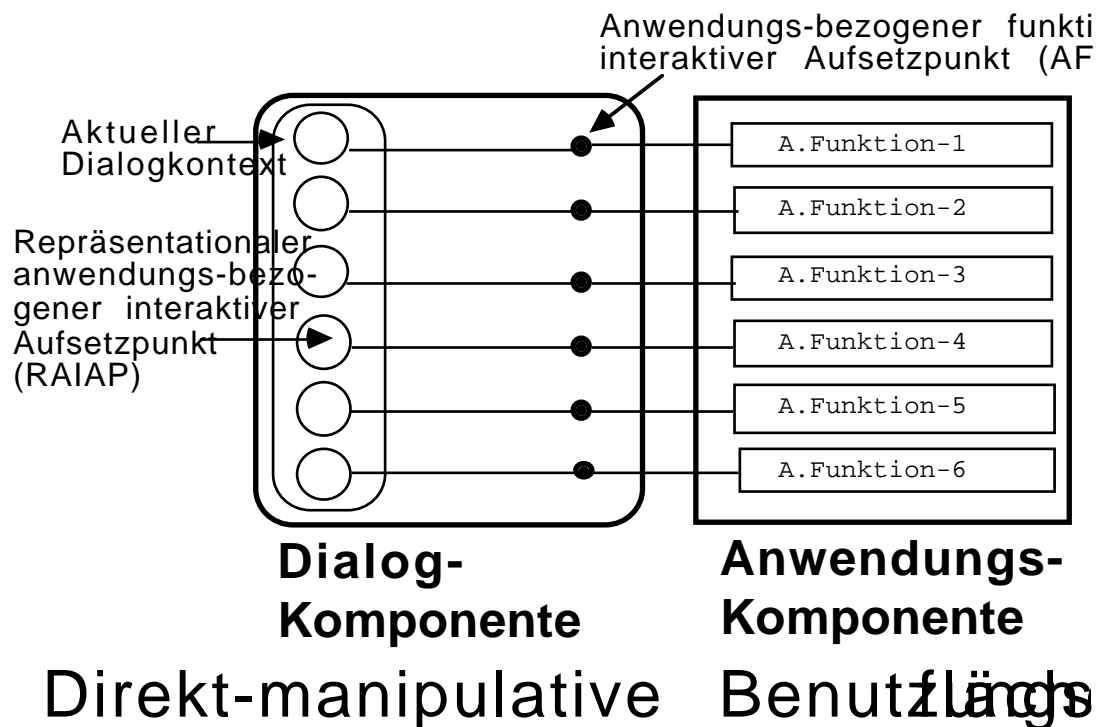 Anwendungs-bezogener funkti
interaktiver Aufsetzpunkt (AF
Aktueller
Dialogkontext
Repräsentationaler
anwendungs-bezo-
gener interaktiver
Aufsetzpunkt
(RAIAP)
A.Funktion-1
A.Funktion-2
A.Funktion-3
A.Funktion-4
A.Funktion-5
A.Funktion-6
Dialog-
Komponente
Anwendungs-
Komponente
Direkt-manipulative